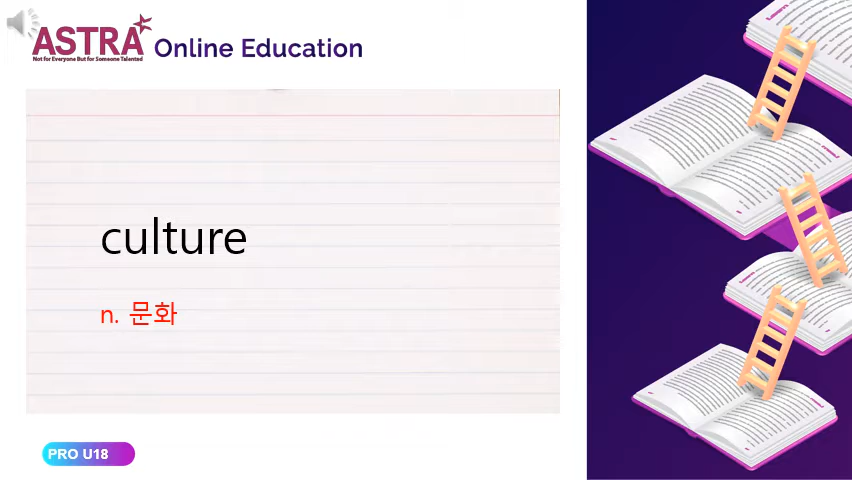 ASTRA Online Education
Not for Everyone But for Someone Talented
culture
n. 문화
PRO U18